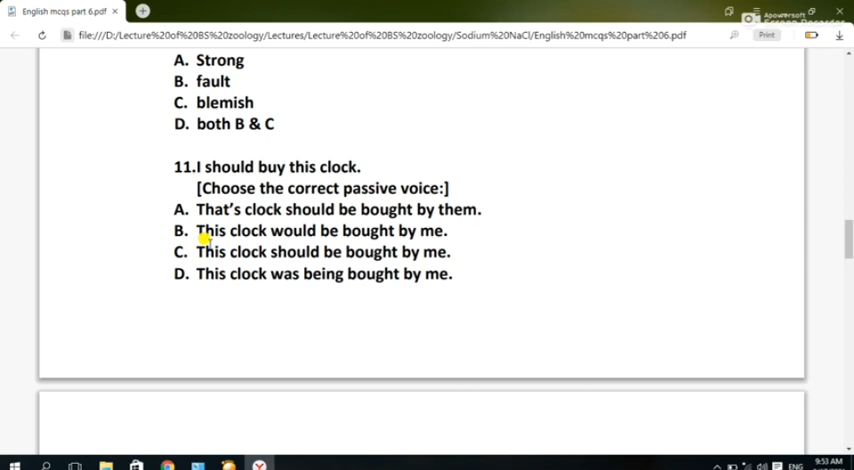 English mcqs part 6.pdf
Apowersoft
file:///D:/Lecture%20of%20BS%20zoology/Lectures/Lecture%20of%20BS%20zoology/Sodium%20NaCl/English%20mcqs%20part%206.pdf
Print
A. Strong
B. fault
C. blemish
D. both B & C
11.I should buy this clock.
[Choose the correct passive voice:]
A. That’s clock should be bought by them.
B. This clock would be bought by me.
C. This clock should be bought by me.
D. This clock was being bought by me.
ENG
9:53 AM